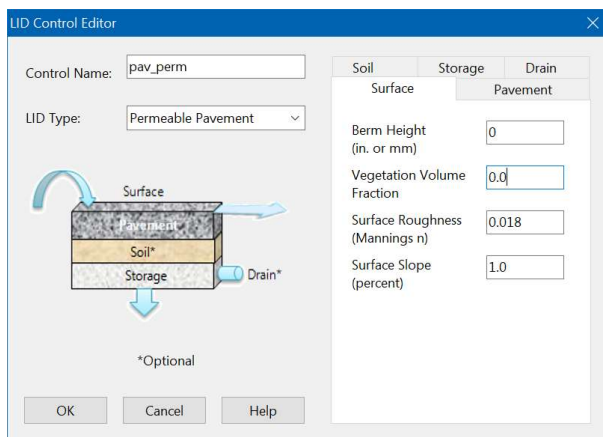 LID Control Editor
Control Name: pav_perm
LID Type: Permeable Pavement
Surface
Pavement
Soil*
Storage
Drain*
*Optional
OK Cancel Help
Soil Storage Drain
Surface Pavement
Berm Height
(in. or mm) 0
Vegetation Volume
Fraction 0.0
Surface Roughness
(Mannings n) 0.018
Surface Slope
(percent) 1.0